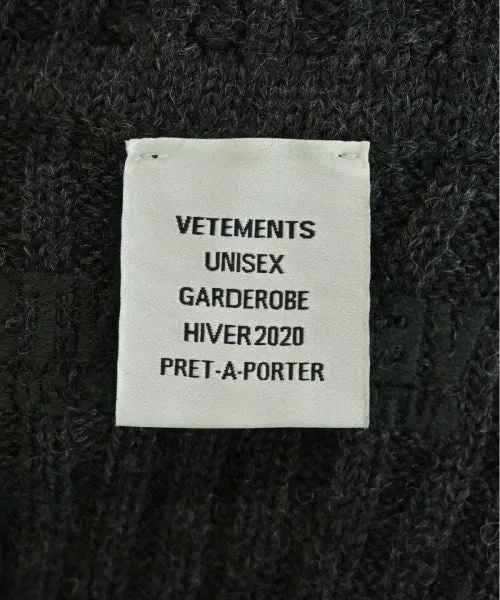 VETEMENTS
UNISEX
GARDEROBE
HIVER 2020
PRET-A-PORTER